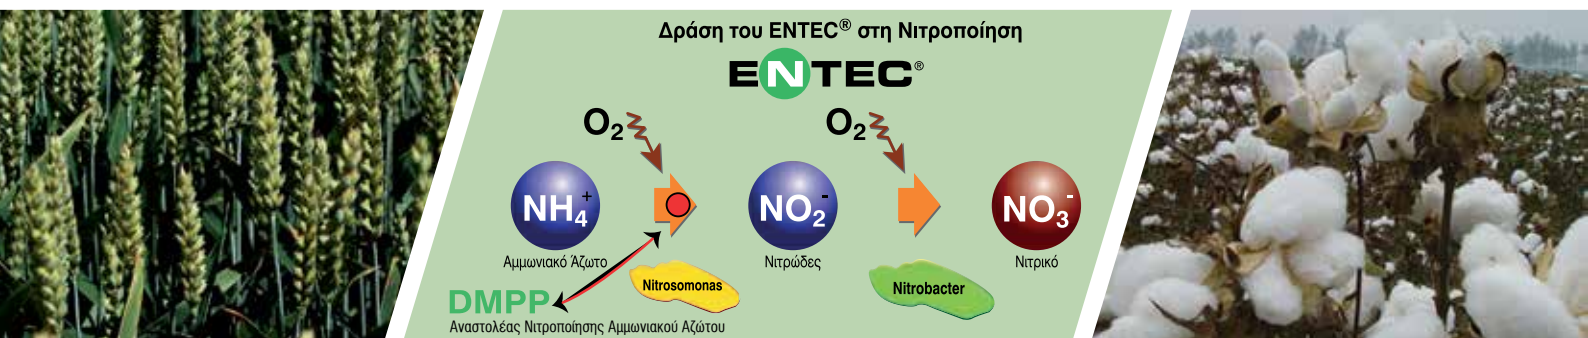 Δράση του ENTEC® στη Νιτροποίηση
ENTEC®
O₂
O₂
NH₄⁺
NO₂⁻
NO₃⁻
Αμμωνιακό Άζωτο
Νιτρώδες
Νιτρικό
Nitrosomonas
Nitrobacter
DMPP
Αναστολέας Νιτροποίησης Αμμωνιακού Αζώτου